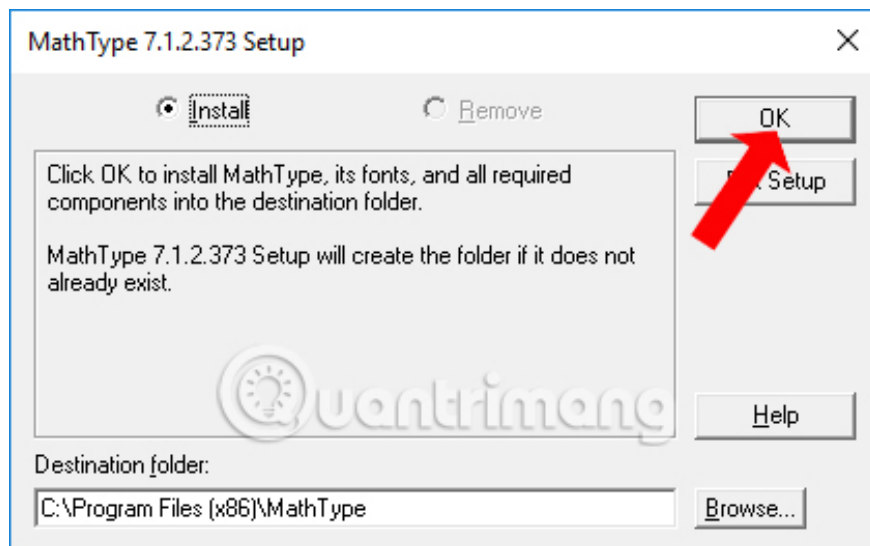 MathType 7.1.2.373 Setup
Install
Remove
OK
Click OK to install MathType, its fonts, and all required
components into the destination folder.
Setup
MathType 7.1.2.373 Setup will create the folder if it does not
already exist.
Quantrimang
Help
Destination folder:
C:\Program Files (x86)\MathType
Browse...